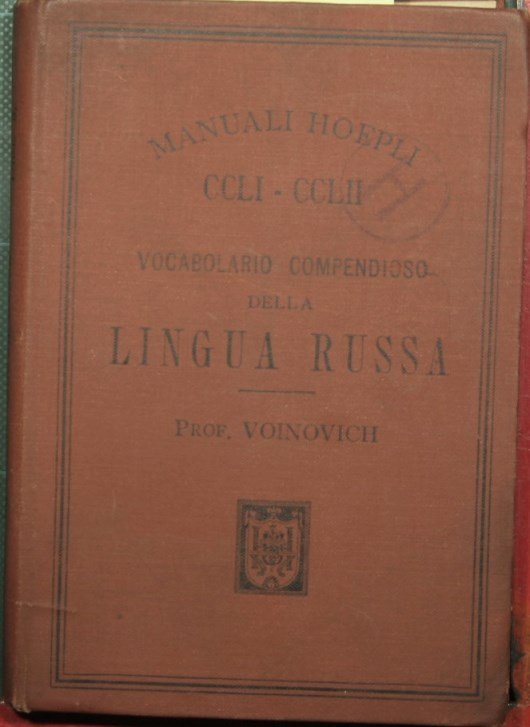 MANUALI HOEPLI
CCLI - CCLII
VOCABOLARIO COMPENDIOSO
DELLA
LINGUA RUSSA
PROF. VOINOVICH
H